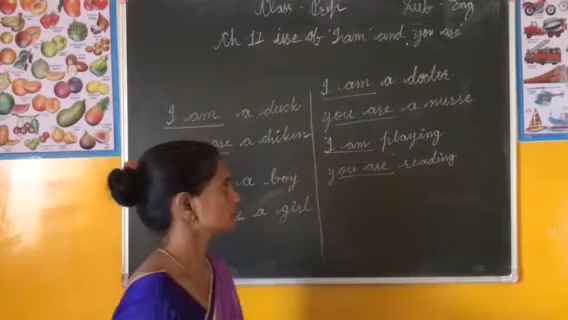 Class - Prep Sub - Eng
Ch 11 use of "I am" and "you are"
I am a duck
are a chiken
a boy
a girl
I am a doctor
you are a nurse
I am playing
you are reading